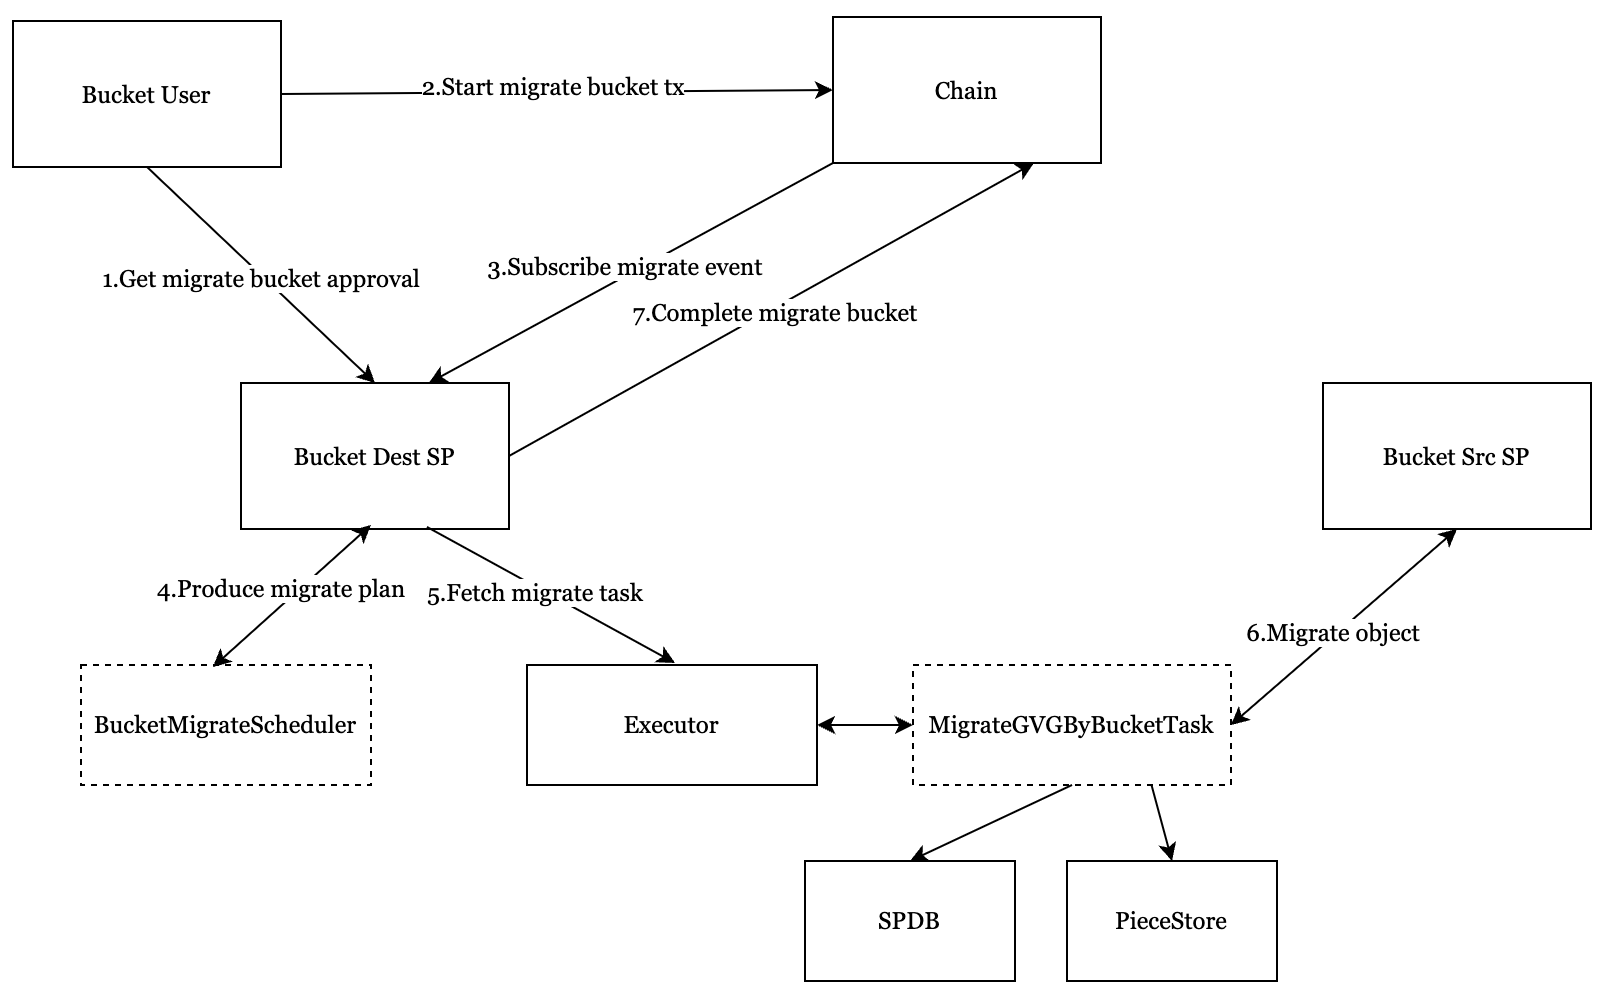 Bucket User
2.Start migrate bucket tx
Chain
1.Get migrate bucket approval
3.Subscribe migrate event
7.Complete migrate bucket
Bucket Dest SP
Bucket Src SP
4.Produce migrate plan
5.Fetch migrate task
6.Migrate object
BucketMigrateScheduler
Executor
MigrateGVGByBucketTask
SPDB
PieceStore